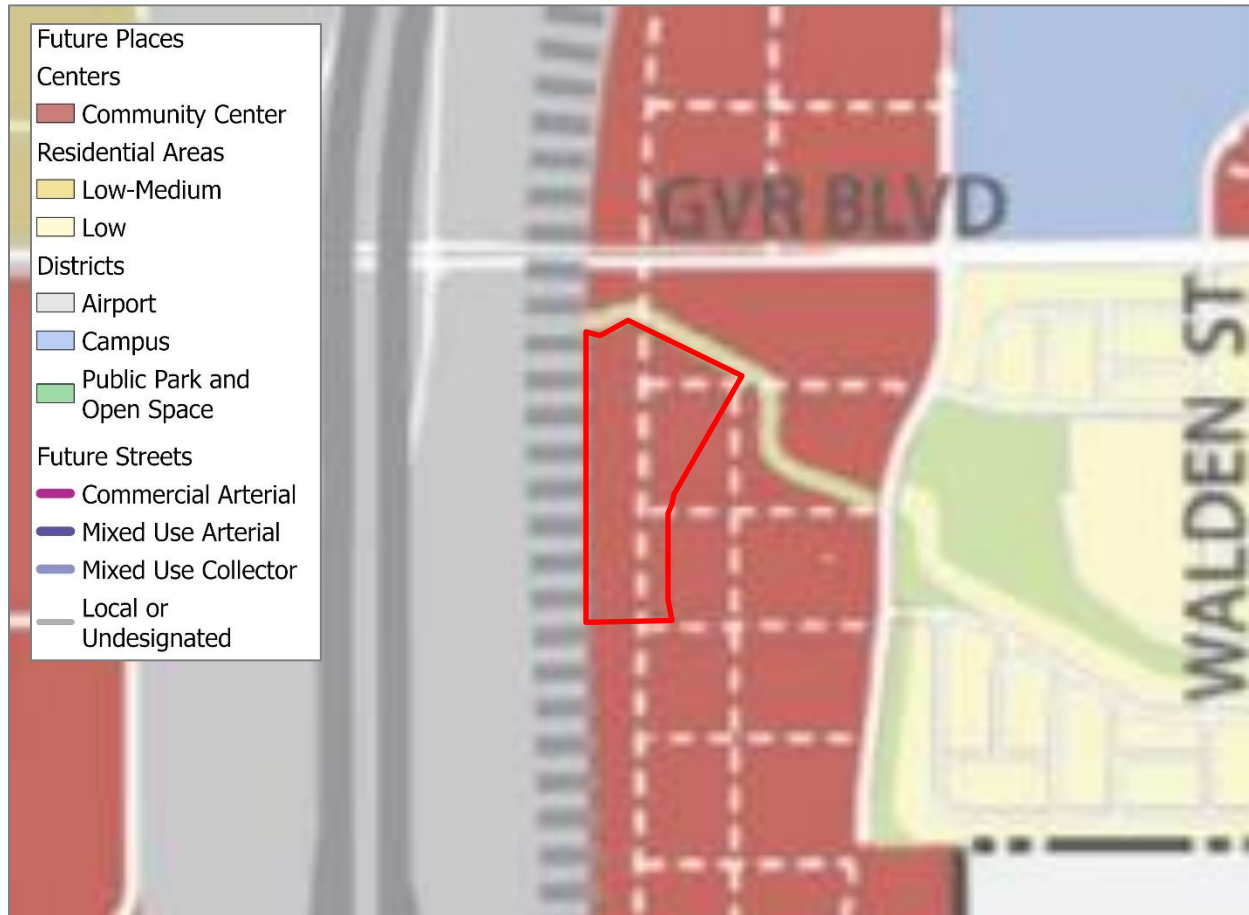 Future Places
Centers
Community Center
Residential Areas
Low-Medium
Low
Districts
Airport
Campus
Public Park and
Open Space
Future Streets
Commercial Arterial
Mixed Use Arterial
Mixed Use Collector
Local or
Undesignated
GVR BLVD
WALDEN ST